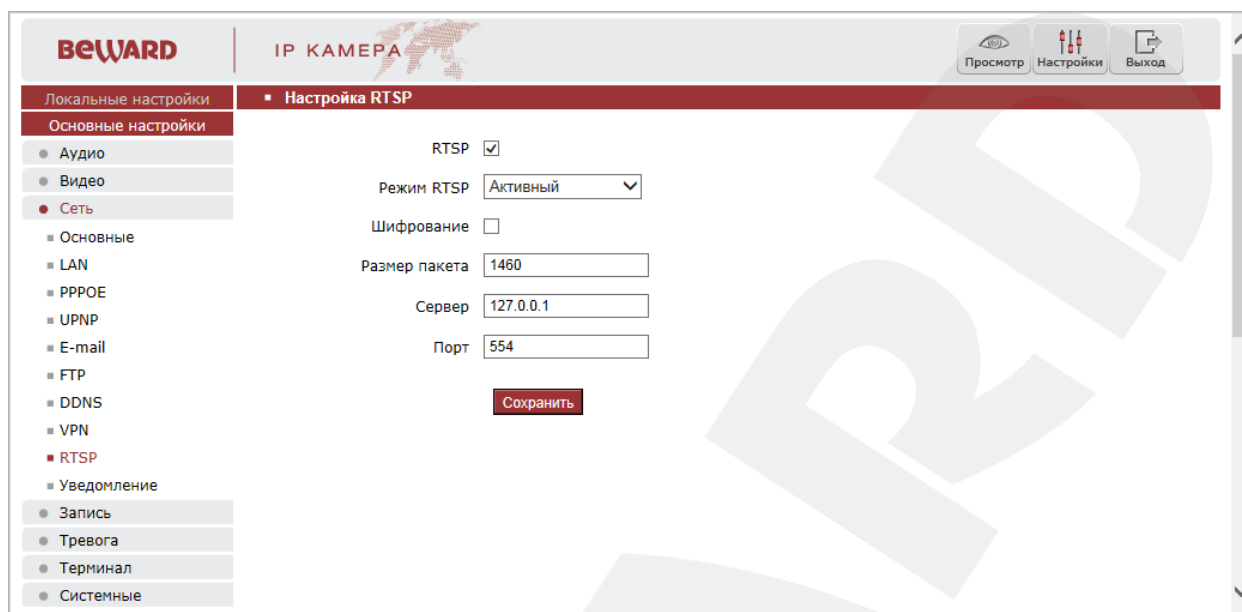 BEWARD
IP КАМЕРА
Просмотр
Настройки
Выход
Локальные настройки
Основные настройки
Аудио
Видео
Сеть
Основные
LAN
PPPOE
UPNP
E-mail
FTP
DDNS
VPN
RTSP
Уведомление
Запись
Тревога
Терминал
Системные
Настройка RTSP
RTSP
Режим RTSP Активный
Шифрование
Размер пакета 1460
Сервер 127.0.0.1
Порт 554
Сохранить
ARD